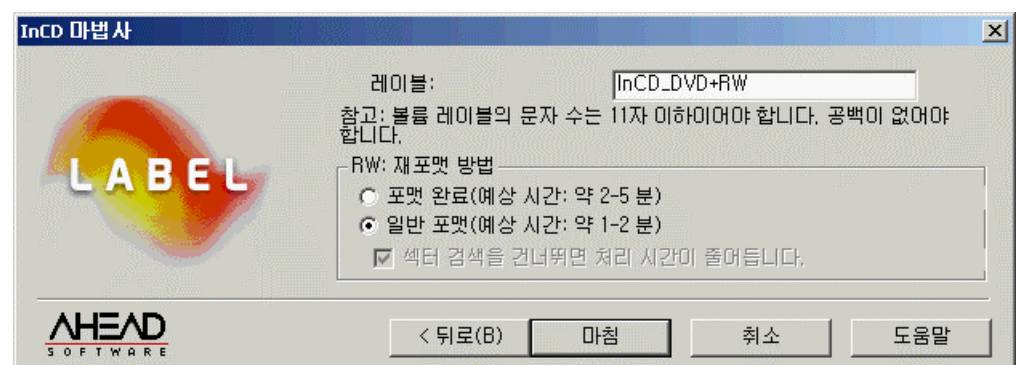 InCD 마법사
레이블: InCD_DVD+RW
참고: 볼륨 레이블의 문자 수는 11자 이하이어야 합니다. 공백이 없어야
합니다.
LABEL
RW: 재포맷 방법
포맷 완료(예상 시간: 약 2-5 분)
일반 포맷(예상 시간: 약 1-2 분)
섹터 검색을 건너뛰면 처리 시간이 줄어듭니다.
AHEAD
SOFTWARE
< 뒤로(B) 마침 취소 도움말